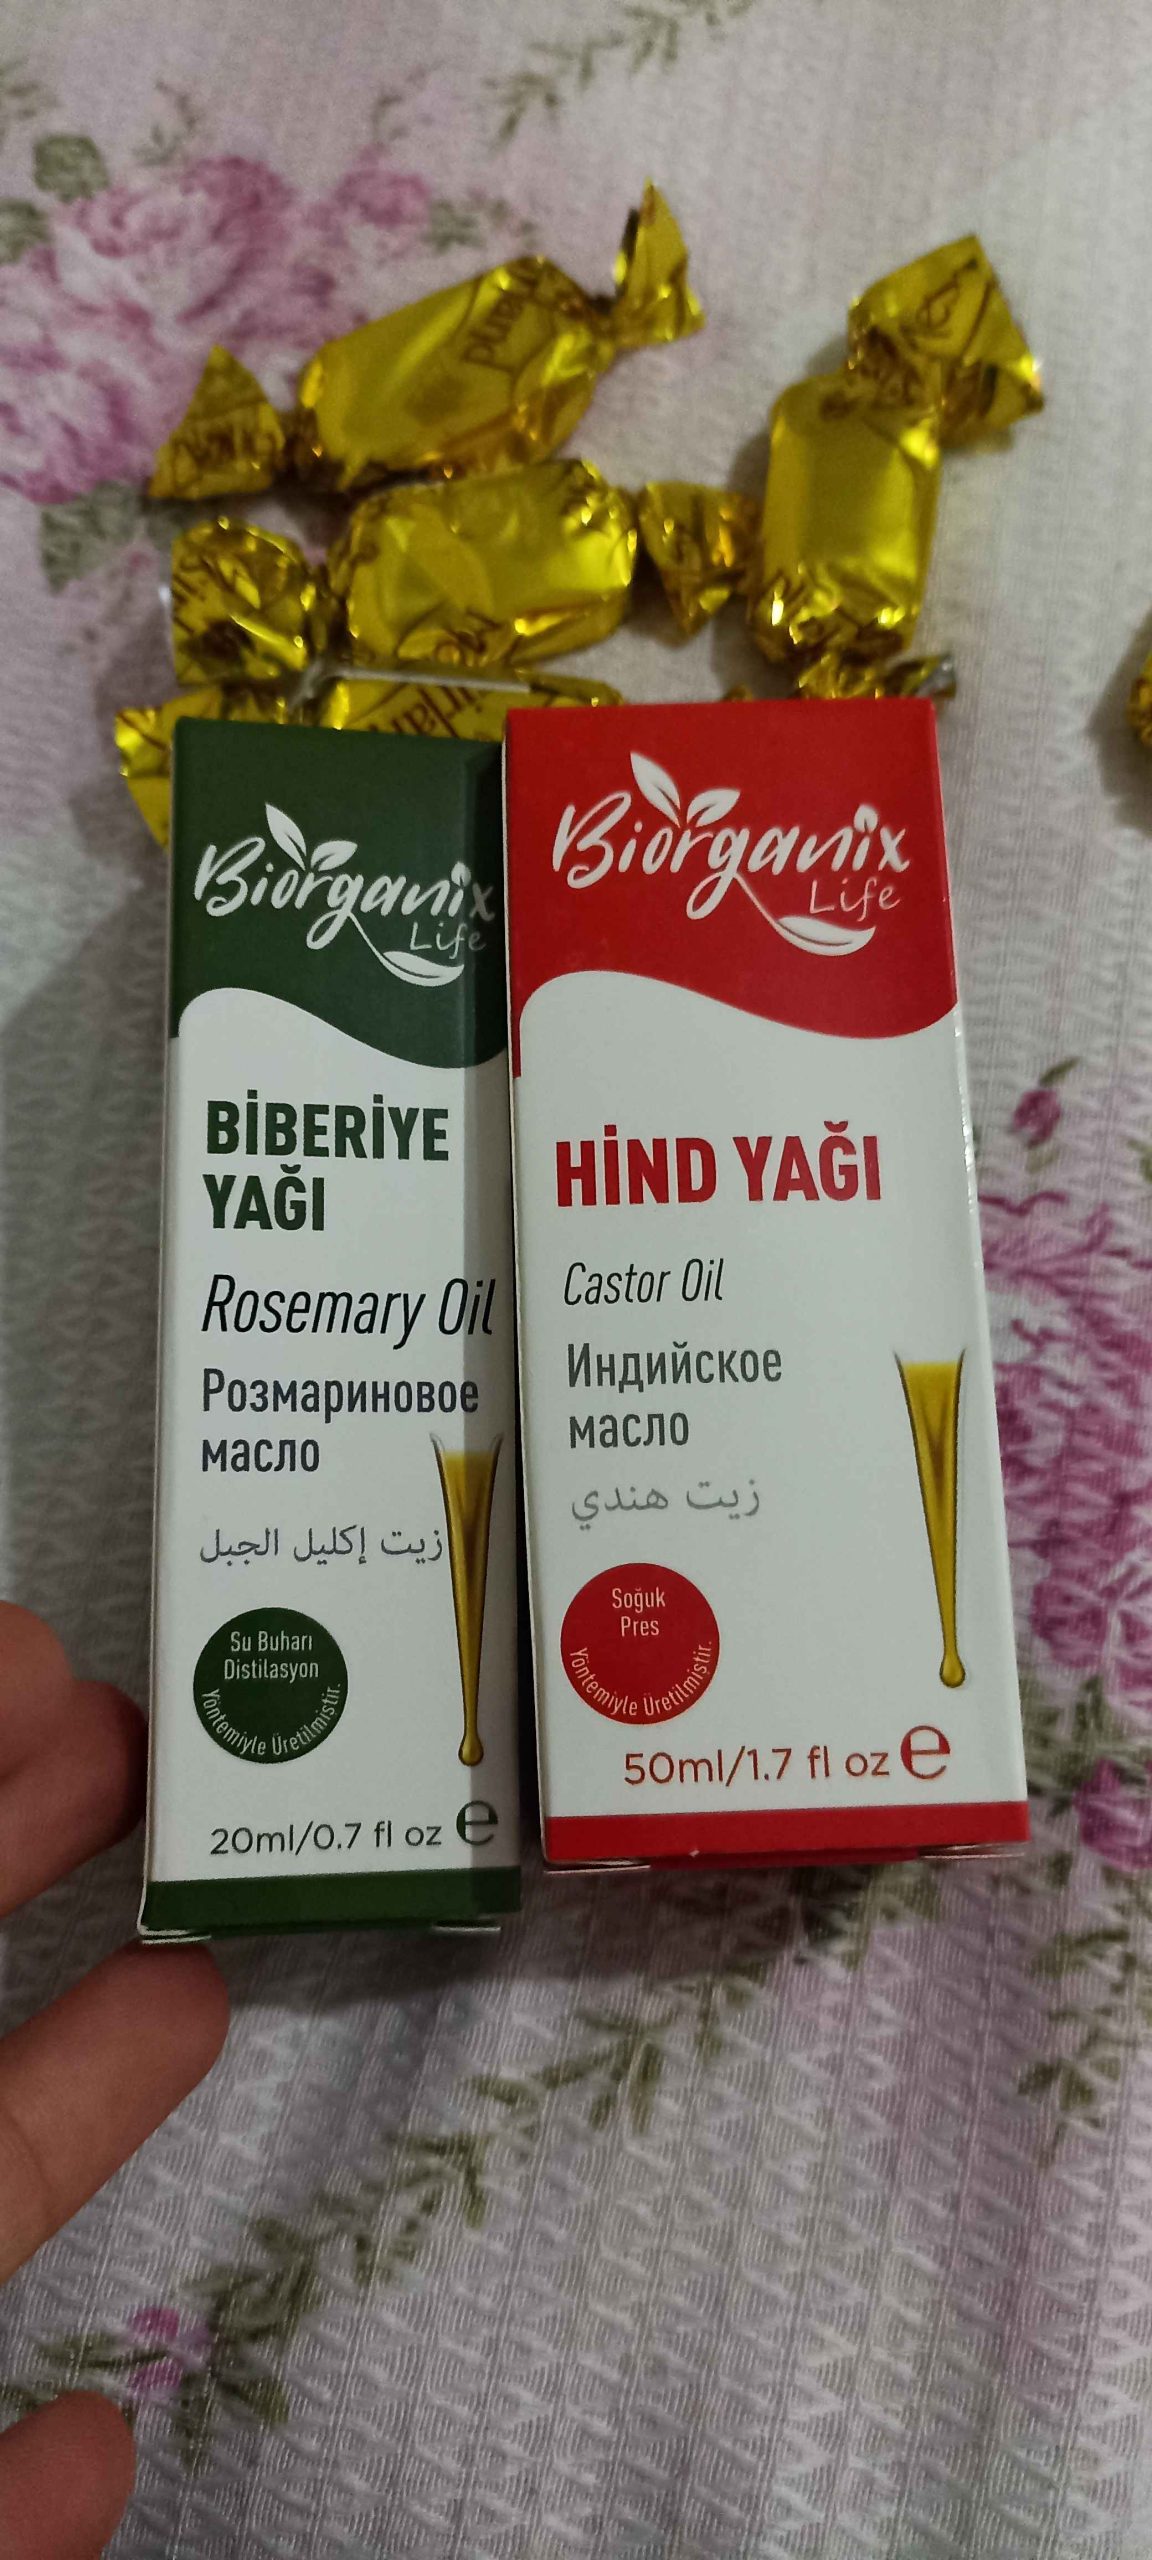 Biorganix
Life
BİBERİYE
YAĞI
Rosemary Oil
Розмариновое
масло
زيت إكليل الجبل
Su Buharı
Distilasyon
Yöntemiyle Üretilmiştir.
20ml/0.7 fl oz ℮
Biorganix
Life
HİND YAĞI
Castor Oil
Индийское
масло
زيت هندي
Soğuk
Pres
Yöntemiyle Üretilmiştir.
50ml/1.7 fl oz ℮